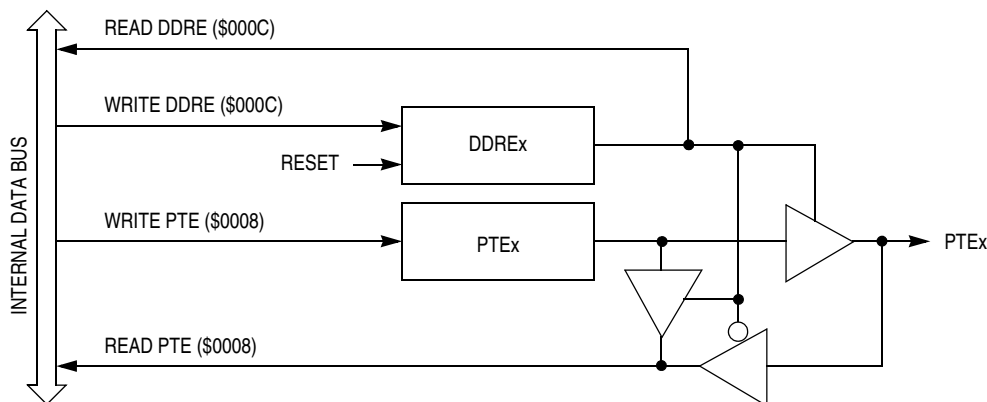 READ DDRE ($000C)
WRITE DDRE ($000C)
DDREx
RESET
INTERNAL DATA BUS
WRITE PTE ($0008)
PTEx
PTEx
READ PTE ($0008)